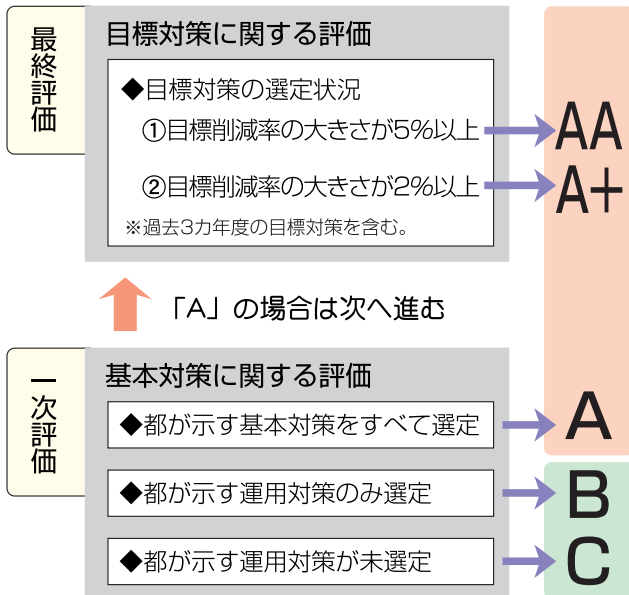 最終評価
目標対策に関する評価
◆目標対策の選定状況
①目標削減率の大きさが5%以上
AA
②目標削減率の大きさが2%以上
A+
※過去3カ年度の目標対策を含む。
「A」の場合は次へ進む
一次評価
基本対策に関する評価
◆都が示す基本対策をすべて選定
A
◆都が示す運用対策のみ選定
B
◆都が示す運用対策が未選定
C